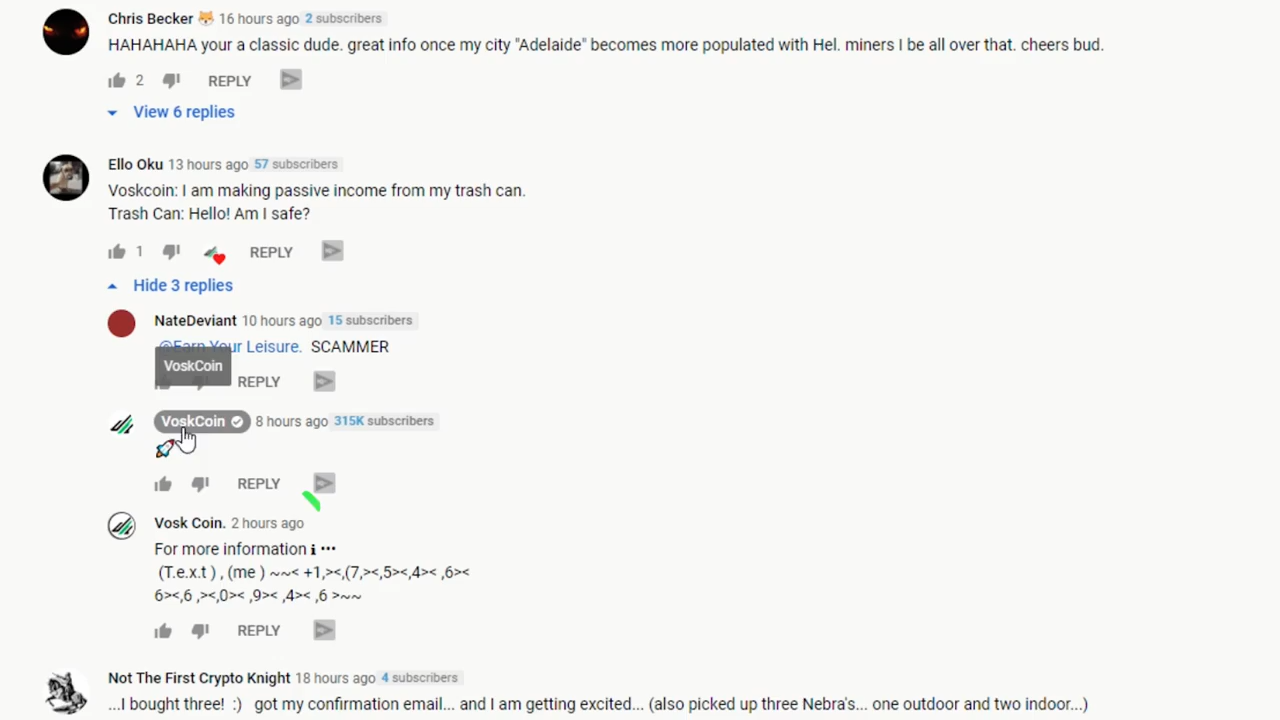 Chris Becker 🦊 16 hours ago 2 subscribers
HAHAHAHA your a classic dude. great info once my city "Adelaide" becomes more populated with Hel. miners I be all over that. cheers bud.
2 REPLY
View 6 replies
Ello Oku 13 hours ago 57 subscribers
Voskcoin: I am making passive income from my trash can.
Trash Can: Hello! Am I safe?
1 REPLY
Hide 3 replies
NateDeviant 10 hours ago 15 subscribers
@Earn Your Leisure. SCAMMER
VoskCoin
REPLY
VoskCoin 8 hours ago 315K subscribers
🚀
REPLY
Vosk Coin. 2 hours ago
For more information ℹ •••
(T.e.x.t ) , (me ) ~~< +1,><,(7,><,5><,4>< ,6><
6><,6 ,><,0>< ,9>< ,4>< ,6 >~~
REPLY
Not The First Crypto Knight 18 hours ago 4 subscribers
...I bought three! :) got my confirmation email... and I am getting excited... (also picked up three Nebra's... one outdoor and two indoor...)